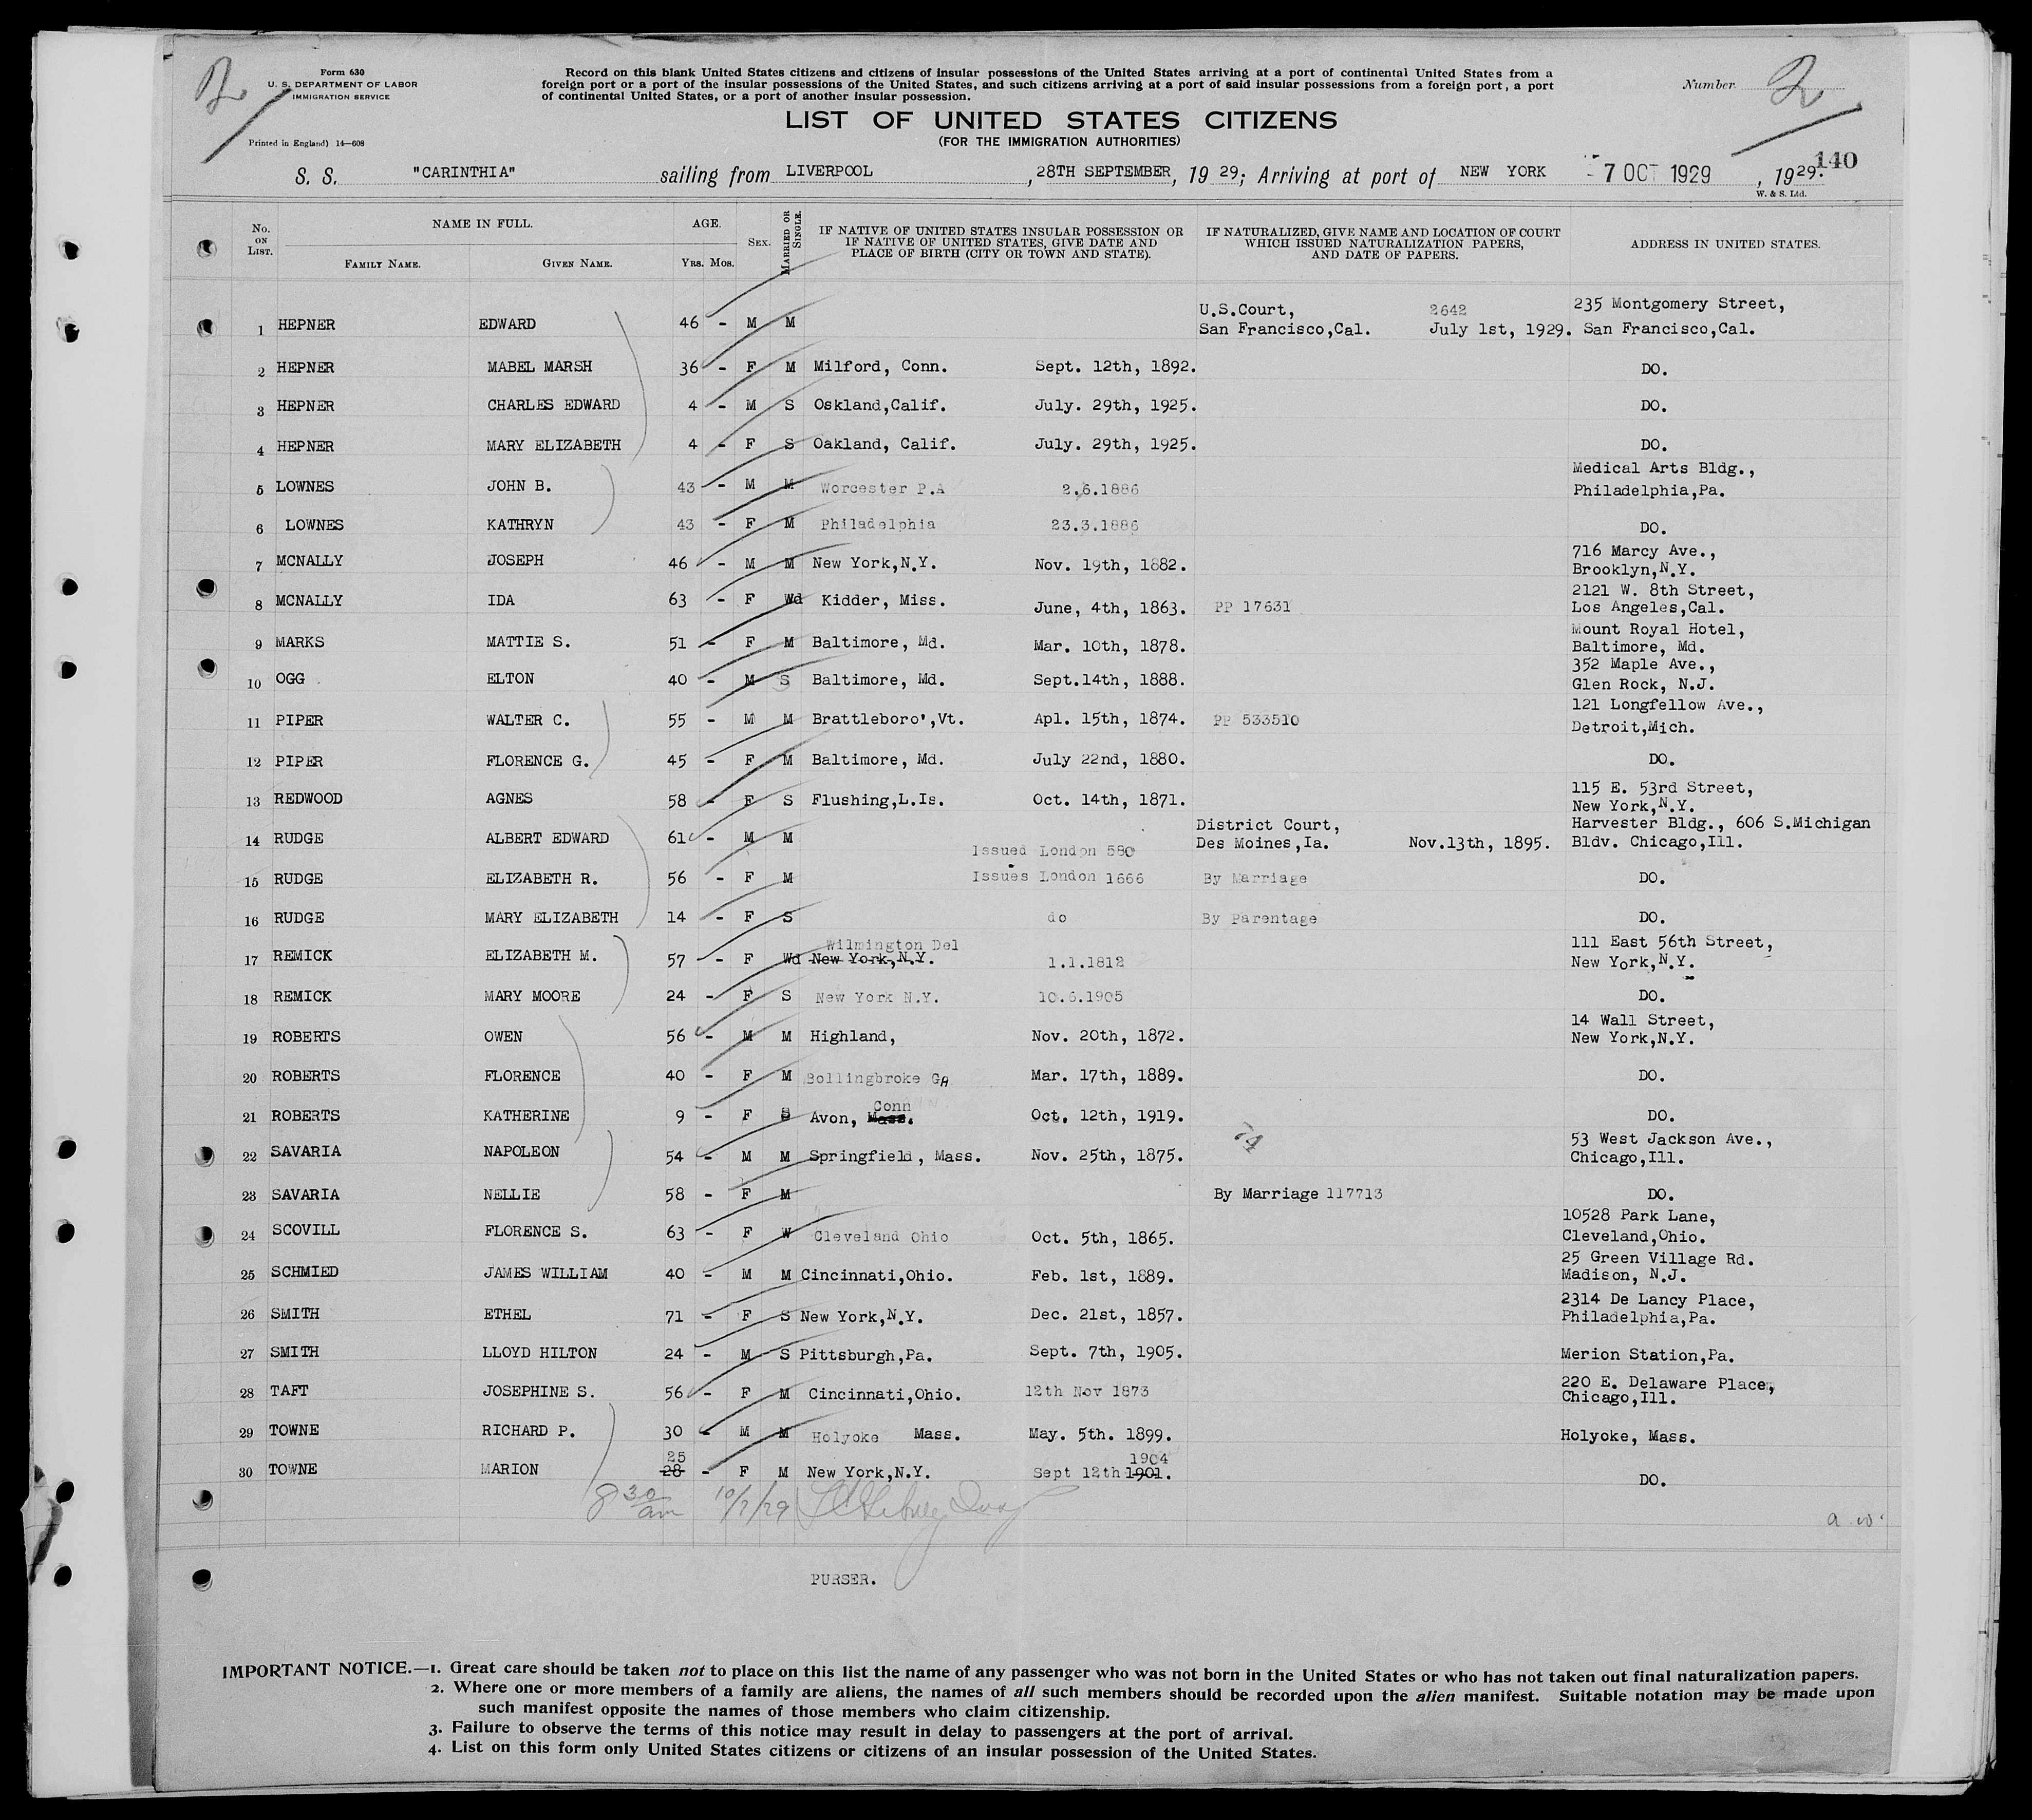 Form 630
U. S. DEPARTMENT OF LABOR
IMMIGRATION SERVICE
Printed in England) 14—608
Record on this blank United States citizens and citizens of insular possessions of the United States arriving at a port of continental United States from a
foreign port or a port of the insular possessions of the United States, and such citizens arriving at a port of said insular possessions from a foreign port, a port
of continental United States, or a port of another insular possession.
Number 2
2
LIST OF UNITED STATES CITIZENS
(FOR THE IMMIGRATION AUTHORITIES)
140
S. S. "CARINTHIA" sailing from LIVERPOOL, 28TH SEPTEMBER, 19 29; Arriving at port of NEW YORK 7 OCT 1929, 1929.
W. & S. Ltd.
No. ON LIST.
NAME IN FULL.
FAMILY NAME. GIVEN NAME.
AGE.
YRS. MOS.
SEX.
MARRIED OR SINGLE.
IF NATIVE OF UNITED STATES INSULAR POSSESSION OR
IF NATIVE OF UNITED STATES, GIVE DATE AND
PLACE OF BIRTH (CITY OR TOWN AND STATE).
IF NATURALIZED, GIVE NAME AND LOCATION OF COURT
WHICH ISSUED NATURALIZATION PAPERS,
AND DATE OF PAPERS.
ADDRESS IN UNITED STATES.
U.S.Court, 2642 235 Montgomery Street,
1 HEPNER EDWARD 46 - M M San Francisco,Cal. July 1st, 1929. San Francisco,Cal.
2 HEPNER MABEL MARSH 36 - F M Milford, Conn. Sept. 12th, 1892. DO.
3 HEPNER CHARLES EDWARD 4 - M S Oskland,Calif. July. 29th, 1925. DO.
4 HEPNER MARY ELIZABETH 4 - F S Oakland, Calif. July. 29th, 1925. DO.
Medical Arts Bldg.,
5 LOWNES JOHN B. 43 - M M Worcester P.A 2.6.1886 Philadelphia,Pa.
6 LOWNES KATHRYN 43 - F M Philadelphia 23.3.1886 DO.
716 Marcy Ave.,
7 MCNALLY JOSEPH 46 - M M New York,N.Y. Nov. 19th, 1882. Brooklyn,N.Y.
2121 W. 8th Street,
8 MCNALLY IDA 63 - F Wd Kidder, Miss. June, 4th, 1863. PP 17631 Los Angeles,Cal.
Mount Royal Hotel,
9 MARKS MATTIE S. 51 - F M Baltimore, Md. Mar. 10th, 1878. Baltimore, Md.
352 Maple Ave.,
10 OGG ELTON 40 - M S Baltimore, Md. Sept.14th, 1888. Glen Rock, N.J.
121 Longfellow Ave.,
11 PIPER WALTER C. 55 - M M Brattleboro',Vt. Apl. 15th, 1874. PP 533510 Detroit,Mich.
12 PIPER FLORENCE G. 45 - F M Baltimore, Md. July 22nd, 1880. DO.
115 E. 53rd Street,
13 REDWOOD AGNES 58 - F S Flushing,L.Is. Oct. 14th, 1871. New York,N.Y.
District Court, Harvester Bldg., 606 S.Michigan
14 RUDGE ALBERT EDWARD 61 - M M Issued London 580 Des Moines,Ia. Nov.13th, 1895. Bldv. Chicago,Ill.
15 RUDGE ELIZABETH R. 56 - F M Issues London 1666 By Marriage DO.
16 RUDGE MARY ELIZABETH 14 - F S do By Parentage DO.
Wilmington Del 111 East 56th Street,
17 REMICK ELIZABETH M. 57 - F Wd New York,N.Y. 1.1.1812 New York,N.Y.
18 REMICK MARY MOORE 24 - F S New York N.Y. 10.6.1905 DO.
14 Wall Street,
19 ROBERTS OWEN 56 - M M Highland, Nov. 20th, 1872. New York,N.Y.
20 ROBERTS FLORENCE 40 - F M Bollingbroke GA Mar. 17th, 1889. DO.
Conn
21 ROBERTS KATHERINE 9 - F S Avon, Mass. Oct. 12th, 1919. DO.
53 West Jackson Ave.,
22 SAVARIA NAPOLEON 54 - M M Springfield, Mass. Nov. 25th, 1875. Chicago,Ill.
23 SAVARIA NELLIE 58 - F M By Marriage 117713 DO.
10528 Park Lane,
24 SCOVILL FLORENCE S. 63 - F W Cleveland Ohio Oct. 5th, 1865. Cleveland,Ohio.
25 Green Village Rd.
25 SCHMIED JAMES WILLIAM 40 - M M Cincinnati,Ohio. Feb. 1st, 1889. Madison, N.J.
2314 De Lancy Place,
26 SMITH ETHEL 71 - F S New York,N.Y. Dec. 21st, 1857. Philadelphia,Pa.
27 SMITH LLOYD HILTON 24 - M S Pittsburgh,Pa. Sept. 7th, 1905. Merion Station,Pa.
220 E. Delaware Place,
28 TAFT JOSEPHINE S. 56 - F M Cincinnati,Ohio. 12th Nov 1873 Chicago,Ill.
29 TOWNE RICHARD P. 30 - M M Holyoke Mass. May. 5th. 1899. Holyoke, Mass.
25 1904
30 TOWNE MARION 28 - F M New York,N.Y. Sept 12th 1901. DO.
8 30 am 10/7/29
a.w.
PURSER.
IMPORTANT NOTICE.—1. Great care should be taken not to place on this list the name of any passenger who was not born in the United States or who has not taken out final naturalization papers.
2. Where one or more members of a family are aliens, the names of all such members should be recorded upon the alien manifest. Suitable notation may be made upon
such manifest opposite the names of those members who claim citizenship.
3. Failure to observe the terms of this notice may result in delay to passengers at the port of arrival.
4. List on this form only United States citizens or citizens of an insular possession of the United States.